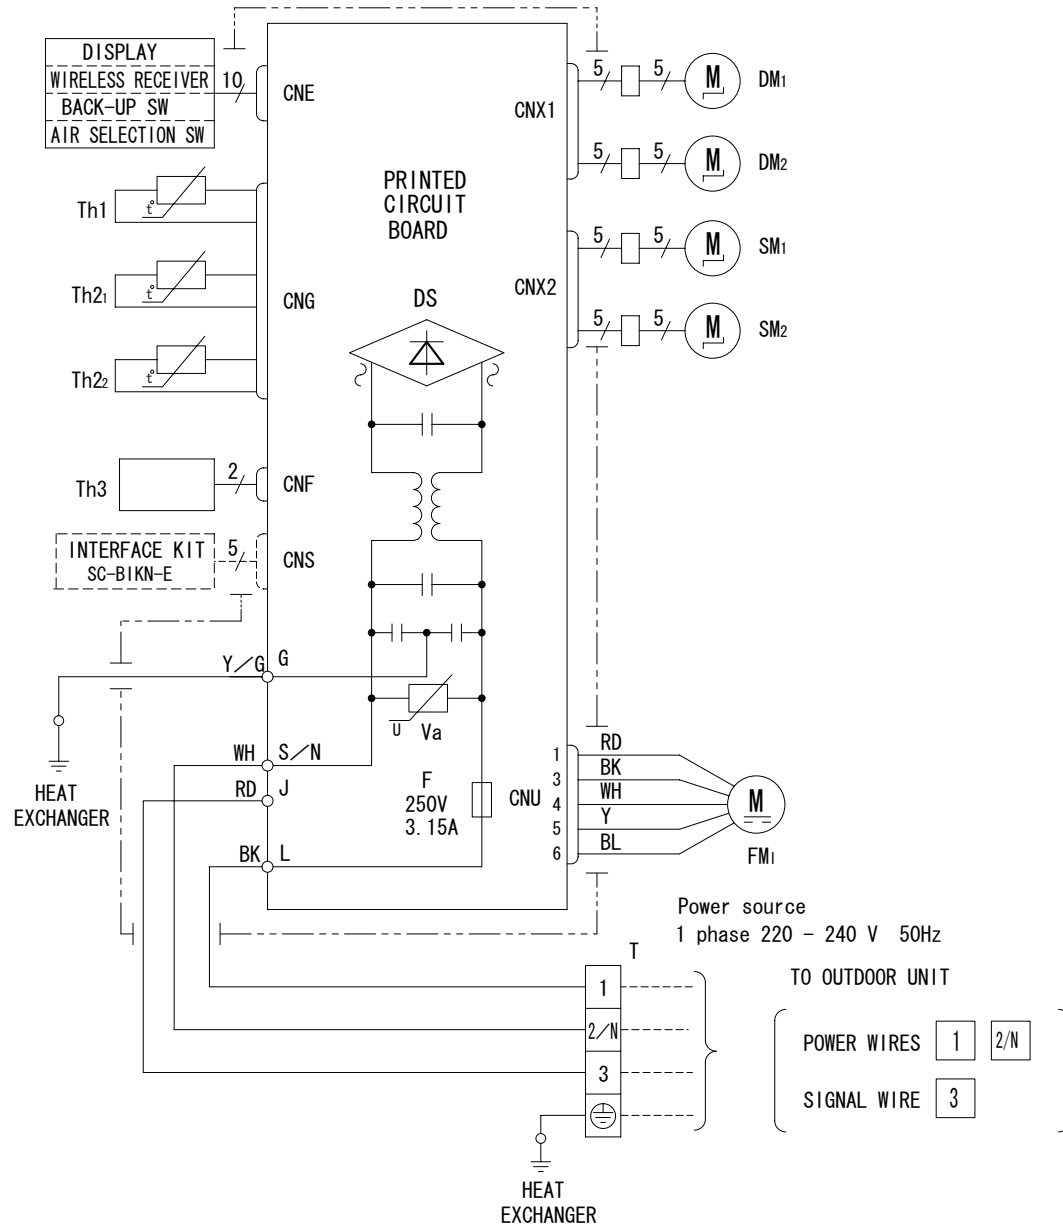 DISPLAY
WIRELESS RECEIVER
BACK-UP SW
AIR SELECTION SW
10
CNE
Th1
t°
Th2₁
t°
Th2₂
t°
CNG
Th3
2
CNF
INTERFACE KIT
SC-BIKN-E
5
CNS
PRINTED
CIRCUIT
BOARD
DS
CNX1
5
5
M
DM₁
5
5
M
DM₂
CNX2
5
5
M
SM₁
5
5
M
SM₂
Y/G
G
HEAT
EXCHANGER
U
Va
WH
S/N
RD
J
BK
L
F
250V
3.15A
CNU
1
RD
3
BK
4
WH
5
Y
6
BL
M
FM₁
Power source
1 phase 220 - 240 V 50Hz
T
1
2/N
3
HEAT
EXCHANGER
TO OUTDOOR UNIT
POWER WIRES 1 2/N
SIGNAL WIRE 3